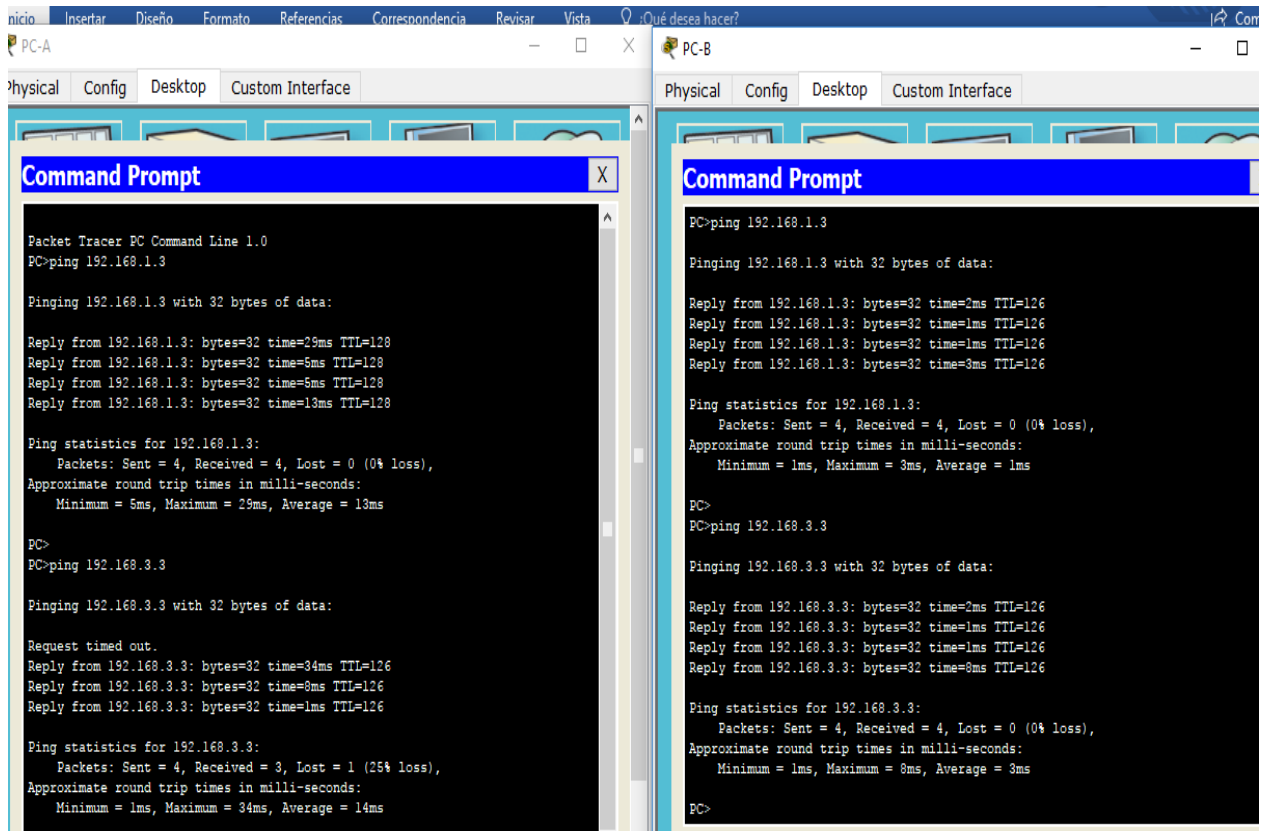 nicio Insertar Diseño Formato Referencias Correspondencia Revisar Vista ¿Qué desea hacer? Com
PC-A
Physical Config Desktop Custom Interface
Command Prompt X
Packet Tracer PC Command Line 1.0
PC>ping 192.168.1.3
Pinging 192.168.1.3 with 32 bytes of data:
Reply from 192.168.1.3: bytes=32 time=29ms TTL=128
Reply from 192.168.1.3: bytes=32 time=5ms TTL=128
Reply from 192.168.1.3: bytes=32 time=5ms TTL=128
Reply from 192.168.1.3: bytes=32 time=13ms TTL=128
Ping statistics for 192.168.1.3:
Packets: Sent = 4, Received = 4, Lost = 0 (0% loss),
Approximate round trip times in milli-seconds:
Minimum = 5ms, Maximum = 29ms, Average = 13ms
PC>
PC>ping 192.168.3.3
Pinging 192.168.3.3 with 32 bytes of data:
Request timed out.
Reply from 192.168.3.3: bytes=32 time=34ms TTL=126
Reply from 192.168.3.3: bytes=32 time=8ms TTL=126
Reply from 192.168.3.3: bytes=32 time=1ms TTL=126
Ping statistics for 192.168.3.3:
Packets: Sent = 4, Received = 3, Lost = 1 (25% loss),
Approximate round trip times in milli-seconds:
Minimum = 1ms, Maximum = 34ms, Average = 14ms
PC-B
Physical Config Desktop Custom Interface
Command Prompt
PC>ping 192.168.1.3
Pinging 192.168.1.3 with 32 bytes of data:
Reply from 192.168.1.3: bytes=32 time=2ms TTL=126
Reply from 192.168.1.3: bytes=32 time=1ms TTL=126
Reply from 192.168.1.3: bytes=32 time=1ms TTL=126
Reply from 192.168.1.3: bytes=32 time=3ms TTL=126
Ping statistics for 192.168.1.3:
Packets: Sent = 4, Received = 4, Lost = 0 (0% loss),
Approximate round trip times in milli-seconds:
Minimum = 1ms, Maximum = 3ms, Average = 1ms
PC>
PC>ping 192.168.3.3
Pinging 192.168.3.3 with 32 bytes of data:
Reply from 192.168.3.3: bytes=32 time=2ms TTL=126
Reply from 192.168.3.3: bytes=32 time=1ms TTL=126
Reply from 192.168.3.3: bytes=32 time=1ms TTL=126
Reply from 192.168.3.3: bytes=32 time=8ms TTL=126
Ping statistics for 192.168.3.3:
Packets: Sent = 4, Received = 4, Lost = 0 (0% loss),
Approximate round trip times in milli-seconds:
Minimum = 1ms, Maximum = 8ms, Average = 3ms
PC>